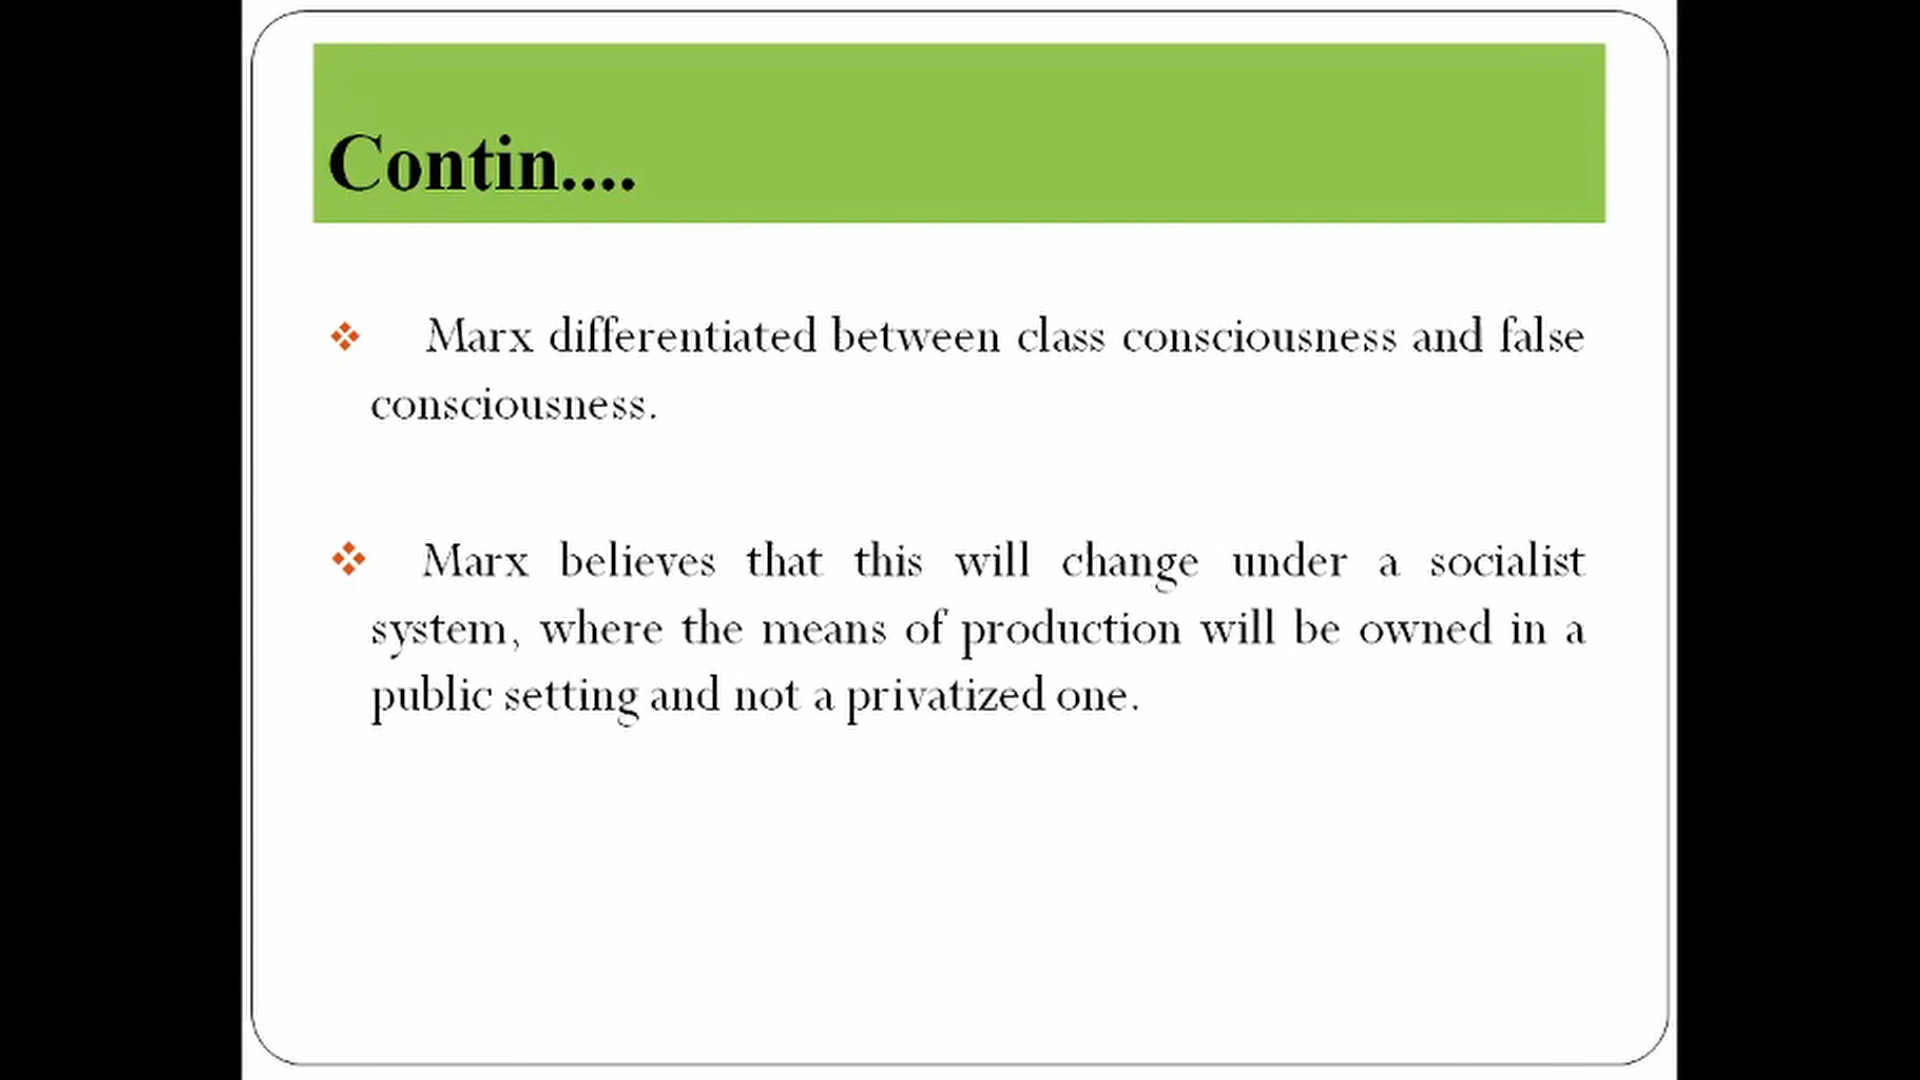 Contin....
Marx differentiated between class consciousness and false
consciousness.
Marx believes that this will change under a socialist
system, where the means of production will be owned in a
public setting and not a privatized one.